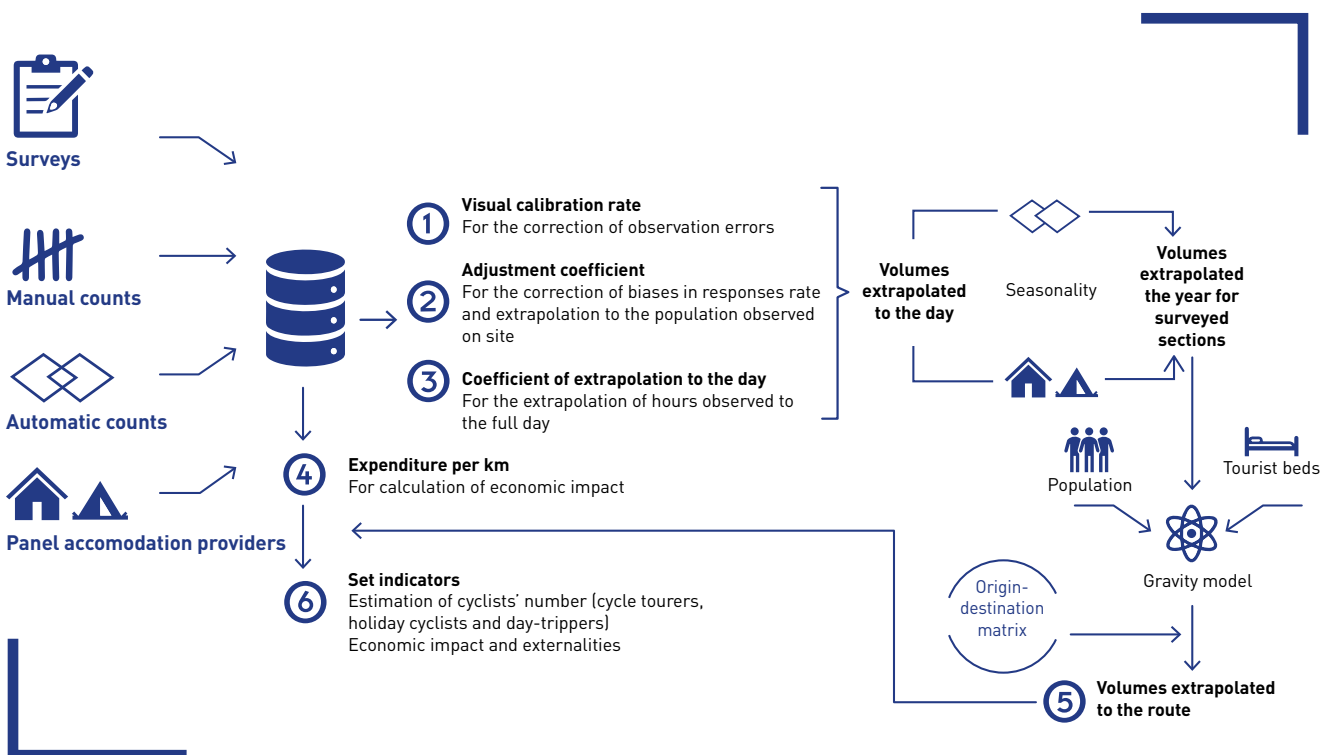 Surveys
Manual counts
Automatic counts
Panel accomodation providers
1
Visual calibration rate
For the correction of observation errors
2
Adjustment coefficient
For the correction of biases in responses rate
and extrapolation to the population observed
on site
3
Coefficient of extrapolation to the day
For the extrapolation of hours observed to
the full day
4
Expenditure per km
For calculation of economic impact
6
Set indicators
Estimation of cyclists’ number (cycle tourers,
holiday cyclists and day-trippers)
Economic impact and externalities
Volumes
extrapolated
to the day
Seasonality
Volumes
extrapolated
the year for
surveyed
sections
Population
Tourist beds
Gravity model
Origin-
destination
matrix
5
Volumes extrapolated
to the route